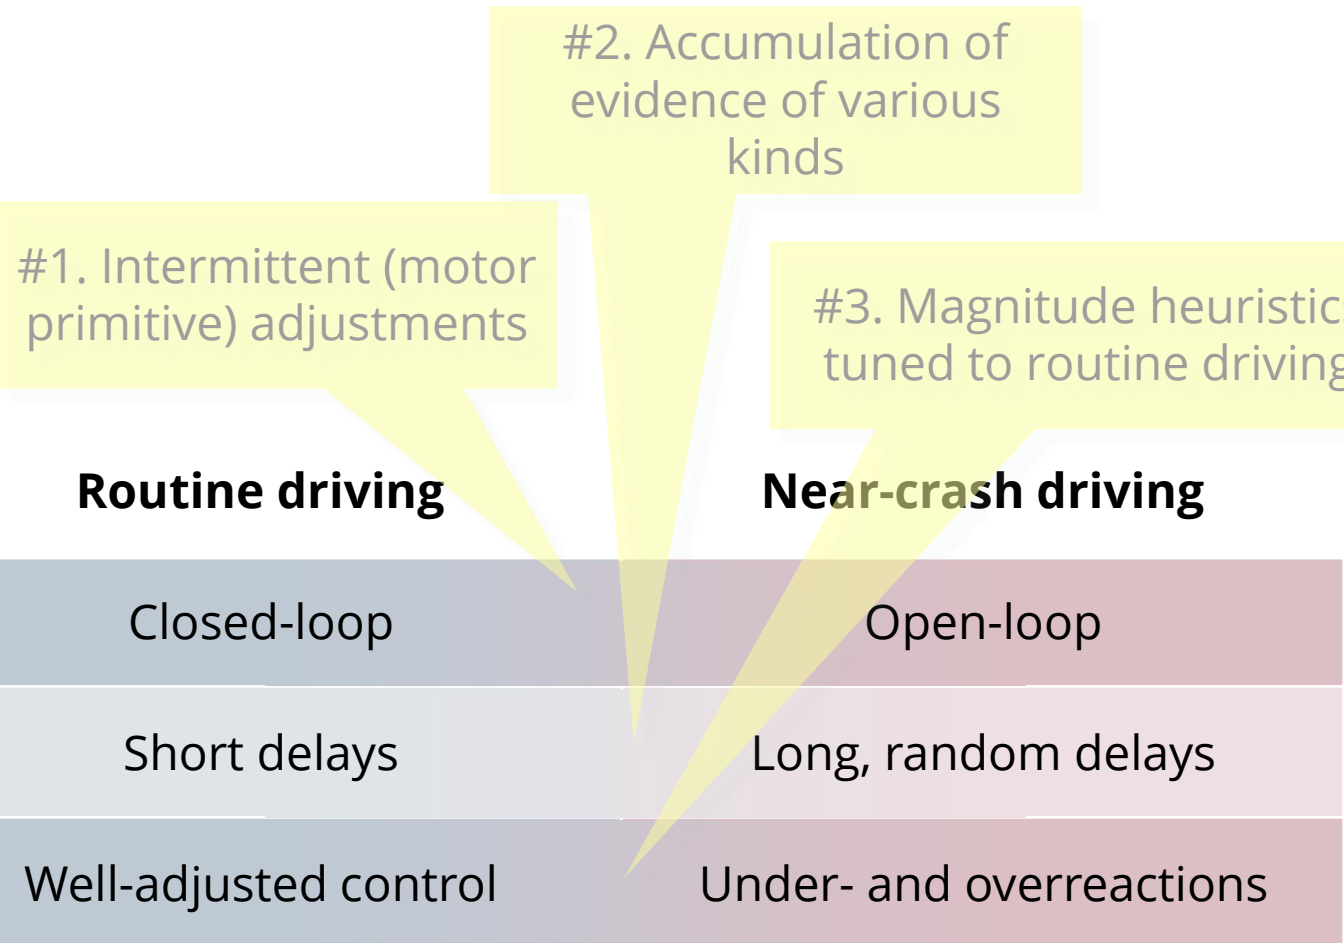 #2. Accumulation of
evidence of various
kinds
#1. Intermittent (motor
primitive) adjustments
#3. Magnitude heuristic
tuned to routine driving
Routine driving Near-crash driving
Closed-loop Open-loop
Short delays Long, random delays
Well-adjusted control Under- and overreactions